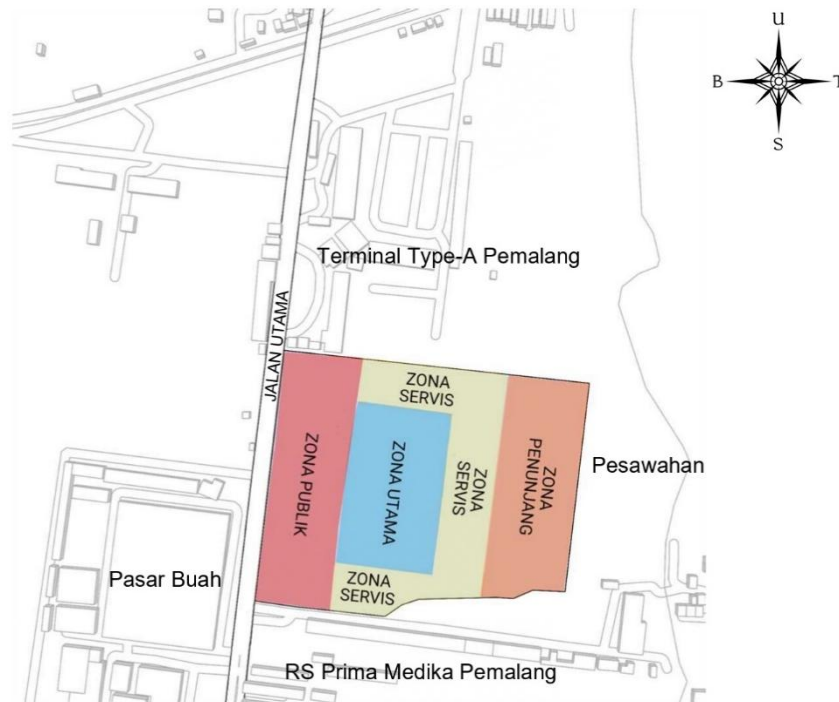 U
B
T
S
Terminal Type-A Pemalang
JALAN UTAMA
ZONA
SERVIS
ZONA PUBLIK
ZONA UTAMA
ZONA
SERVIS
ZONA
PENUNJANG
Pesawahan
Pasar Buah
ZONA
SERVIS
RS Prima Medika Pemalang